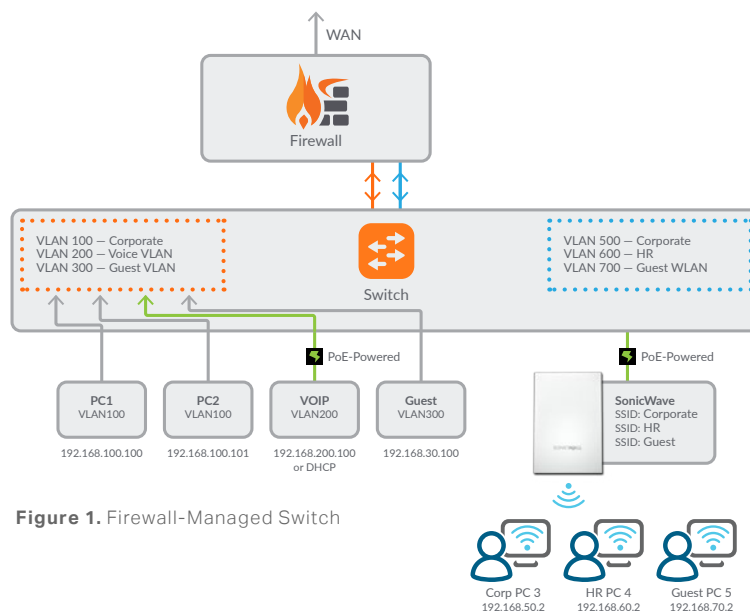 WAN
Firewall
VLAN 100 — Corporate
VLAN 200 — Voice VLAN
VLAN 300 — Guest VLAN
Switch
VLAN 500 — Corporate
VLAN 600 — HR
VLAN 700 — Guest WLAN
PoE-Powered
PoE-Powered
PC1
VLAN100
192.168.100.100
PC2
VLAN100
192.168.100.101
VOIP
VLAN200
192.168.200.100
or DHCP
Guest
VLAN300
192.168.30.100
SonicWave
SSID: Corporate
SSID: HR
SSID: Guest
SONICWALL
Figure 1. Firewall-Managed Switch
Corp PC 3
192.168.50.2
HR PC 4
192.168.60.2
Guest PC 5
192.168.70.2